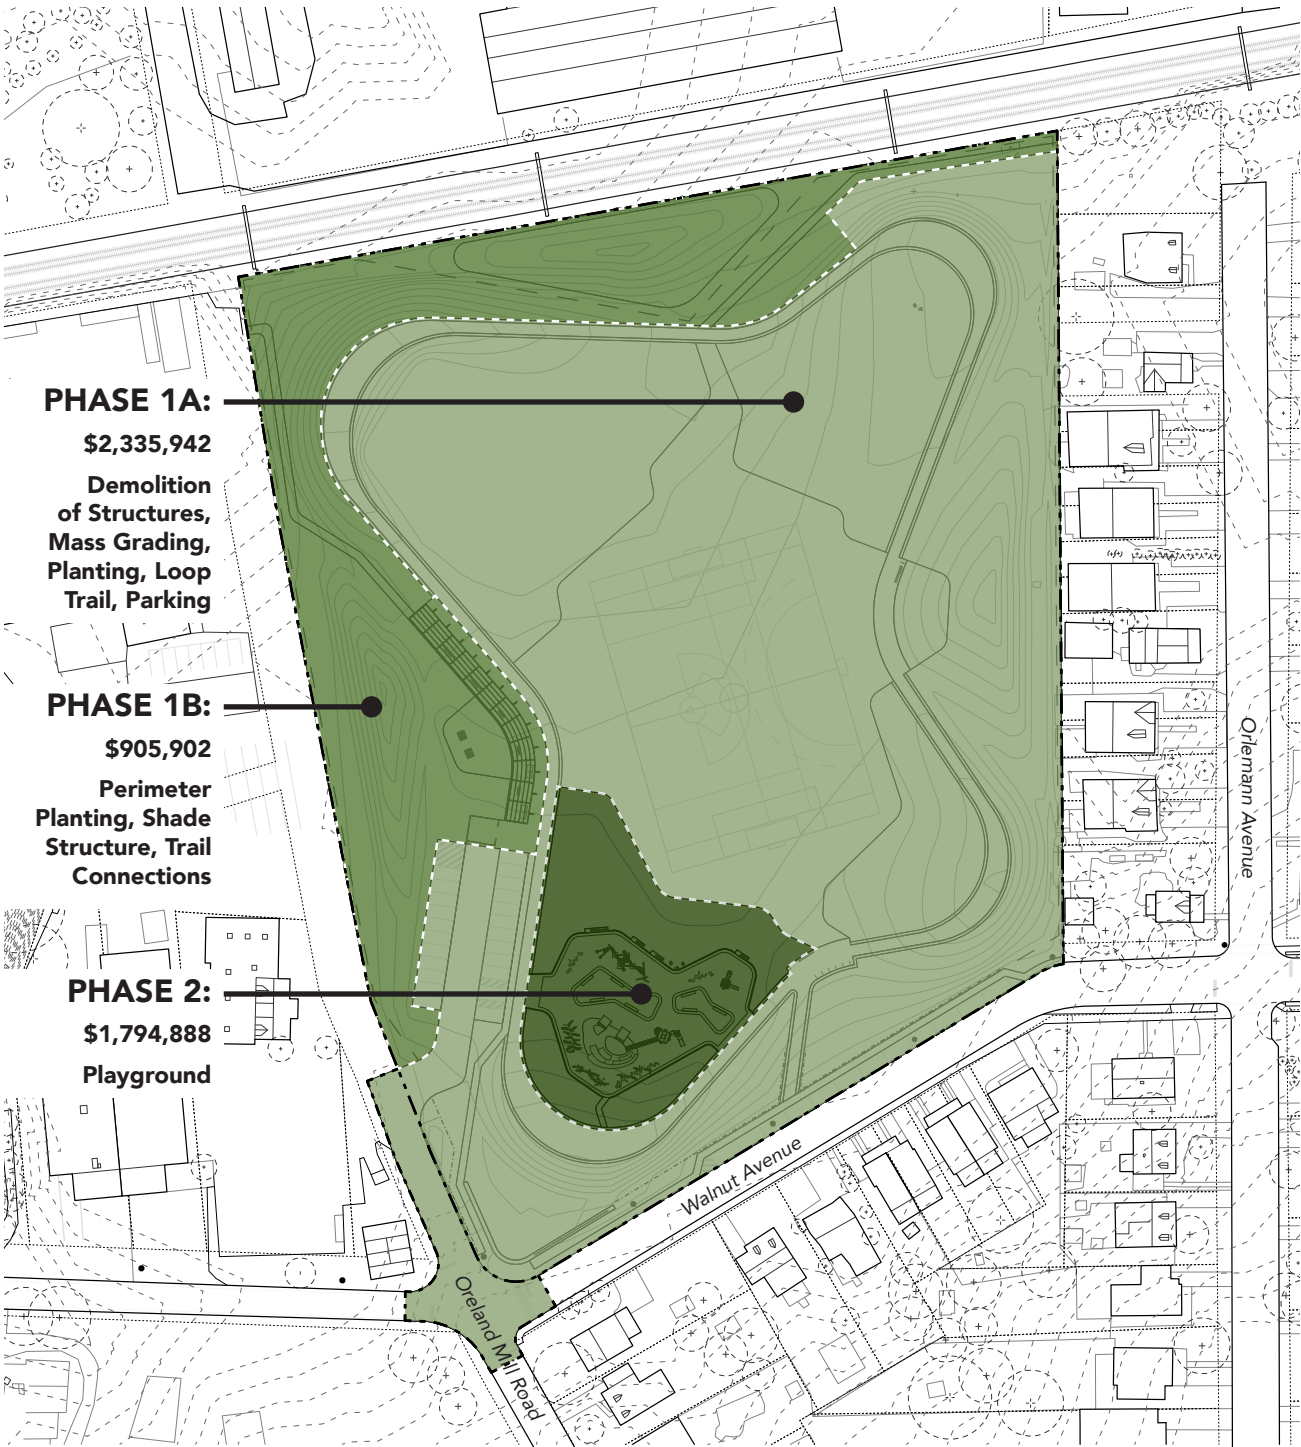 PHASE 1A:
$2,335,942
Demolition
of Structures,
Mass Grading,
Planting, Loop
Trail, Parking
PHASE 1B:
$905,902
Perimeter
Planting, Shade
Structure, Trail
Connections
PHASE 2:
$1,794,888
Playground
Orlemann Avenue
Walnut Avenue
Oreland Mill Road